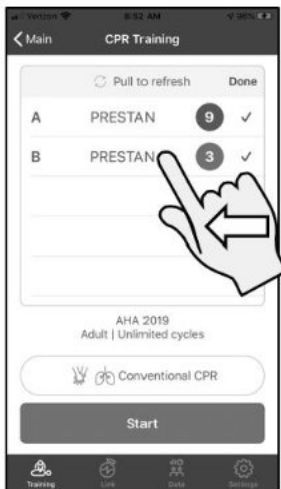 Verizon 8:52 AM 96%
Main CPR Training
Pull to refresh Done
A PRESTAN 9
B PRESTAN 3
AHA 2019
Adult | Unlimited cycles
Conventional CPR
Start
Training Link Data Settings